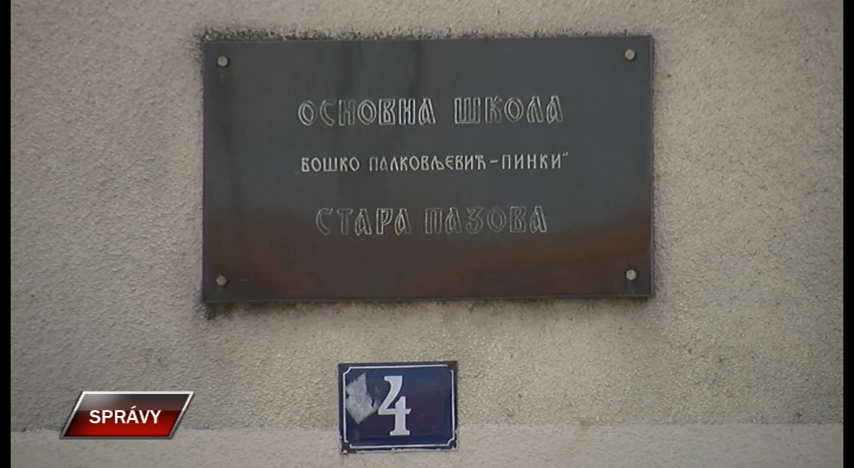 ОСНОВНА ШКОЛА
„БОШКО ПАЛКОВЉЕВИЋ-ПИНКИ“
СТАРА ПАЗОВА
4
SPRÁVY